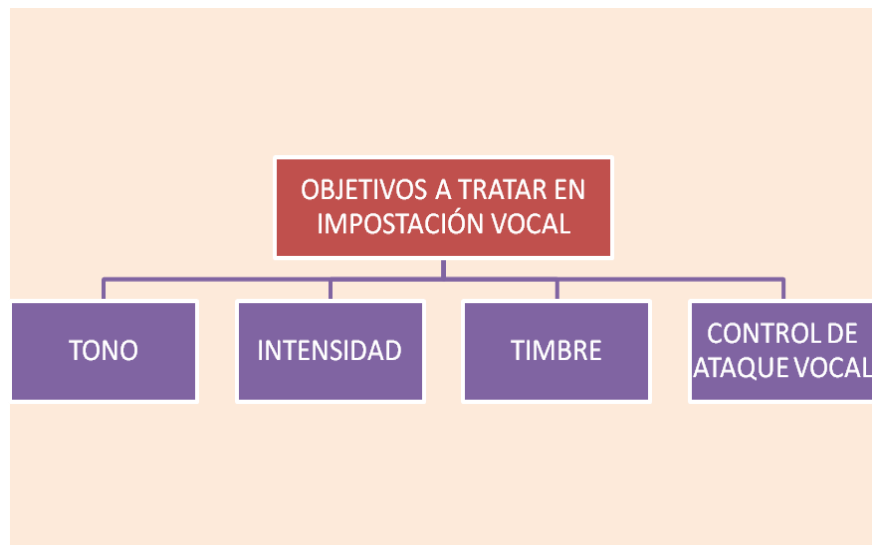 OBJETIVOS A TRATAR EN
IMPOSTACIÓN VOCAL
TONO
INTENSIDAD
TIMBRE
CONTROL DE
ATAQUE VOCAL